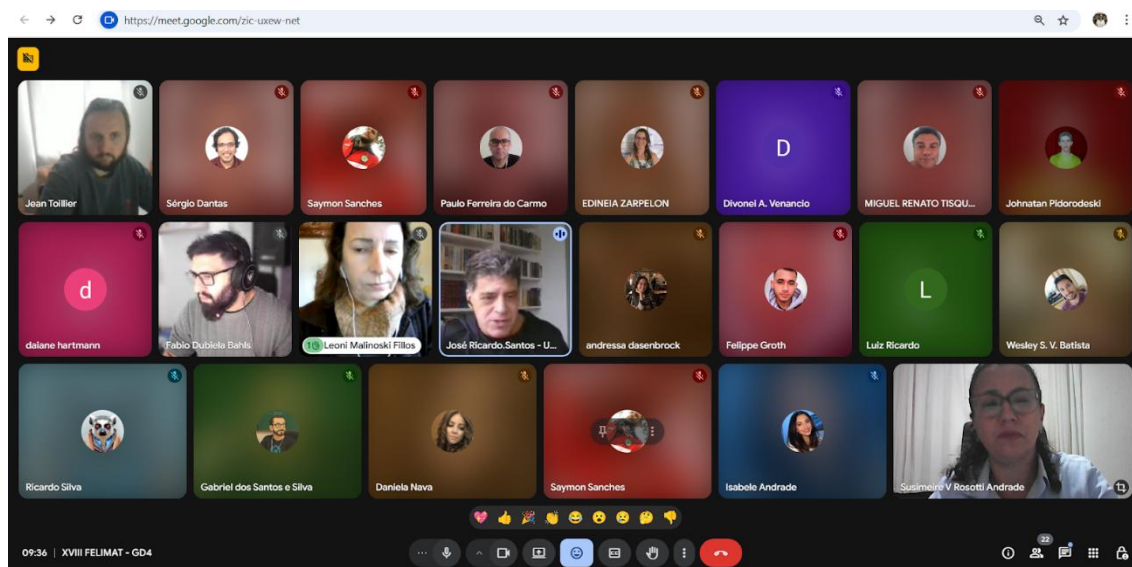 https://meet.google.com/zic-uxew-net
Jean Toillier
Sérgio Dantas
Saymon Sanches
Paulo Ferreira do Carmo
EDINEIA ZARPELON
D
Divonei A. Venancio
MIGUEL RENATO TISQU...
Johnatan Pidorodeski
d
daiane hartmann
Fabio Dubiela Bahls
Leoni Malinoski Fillos
José Ricardo.Santos - U...
andressa dasenbrock
Felippe Groth
L
Luiz Ricardo
Wesley S. V. Batista
Ricardo Silva
Gabriel dos Santos e Silva
Daniela Nava
Saymon Sanches
Isabele Andrade
Susimeire V Rosotti Andrade
09:36 | XVIII FELIMAT - GD4
22